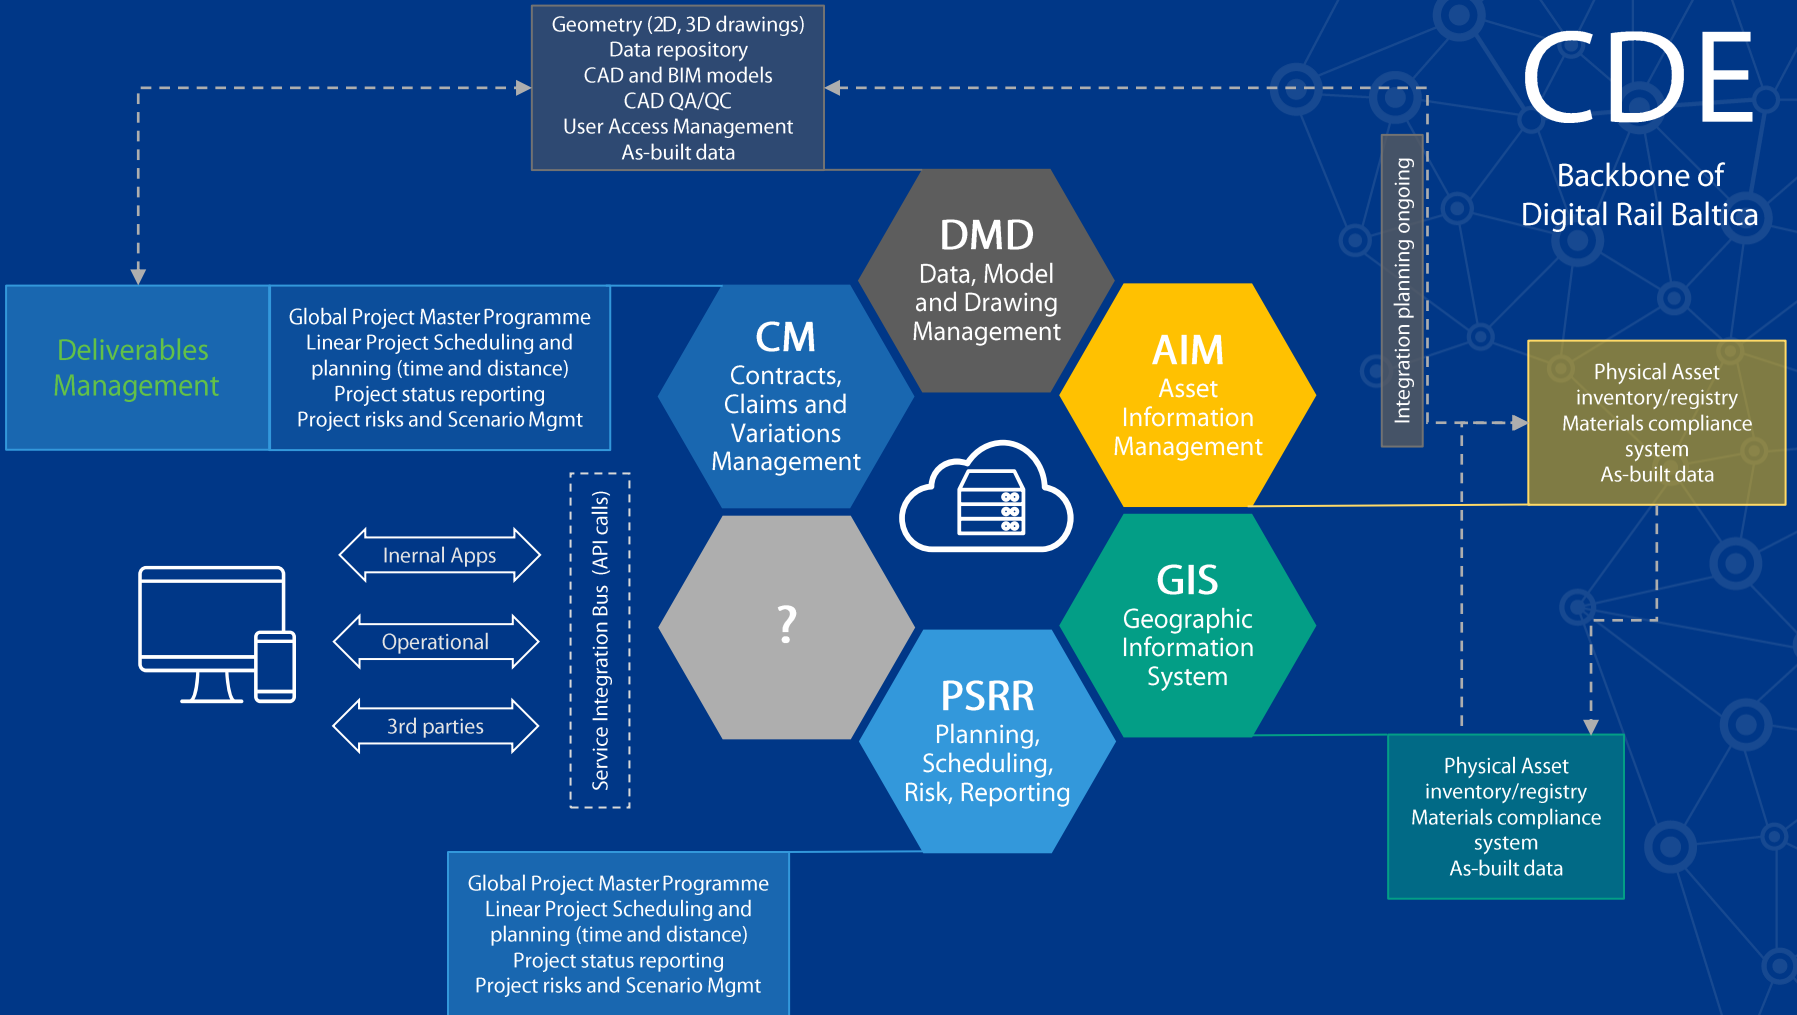 Geometry (2D, 3D drawings)
Data repository
CAD and BIM models
CAD QA/QC
User Access Management
As-built data
CDE
Backbone of
Digital Rail Baltica
Integration planning ongoing
DMD
Data, Model
and Drawing
Management
Deliverables
Management
Global Project Master Programme
Linear Project Scheduling and
planning (time and distance)
Project status reporting
Project risks and Scenario Mgmt
CM
Contracts,
Claims and
Variations
Management
AIM
Asset
Information
Management
Physical Asset
inventory/registry
Materials compliance
system
As-built data
Inernal Apps
Operational
3rd parties
Service Integration Bus (API calls)
?
GIS
Geographic
Information
System
PSRR
Planning,
Scheduling,
Risk, Reporting
Physical Asset
inventory/registry
Materials compliance
system
As-built data
Global Project Master Programme
Linear Project Scheduling and
planning (time and distance)
Project status reporting
Project risks and Scenario Mgmt